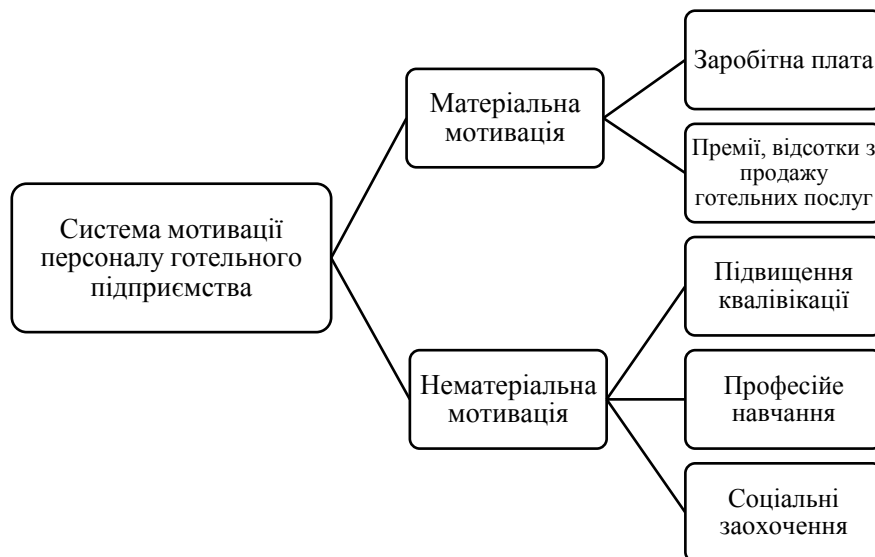 Система мотивації
персоналу готельного
підприємства
Матеріальна
мотивація
Заробітна плата
Премії, відсотки з
продажу
готельних послуг
Нематеріальна
мотивація
Підвищення
квалівікації
Професійе
навчання
Соціальні
заохочення